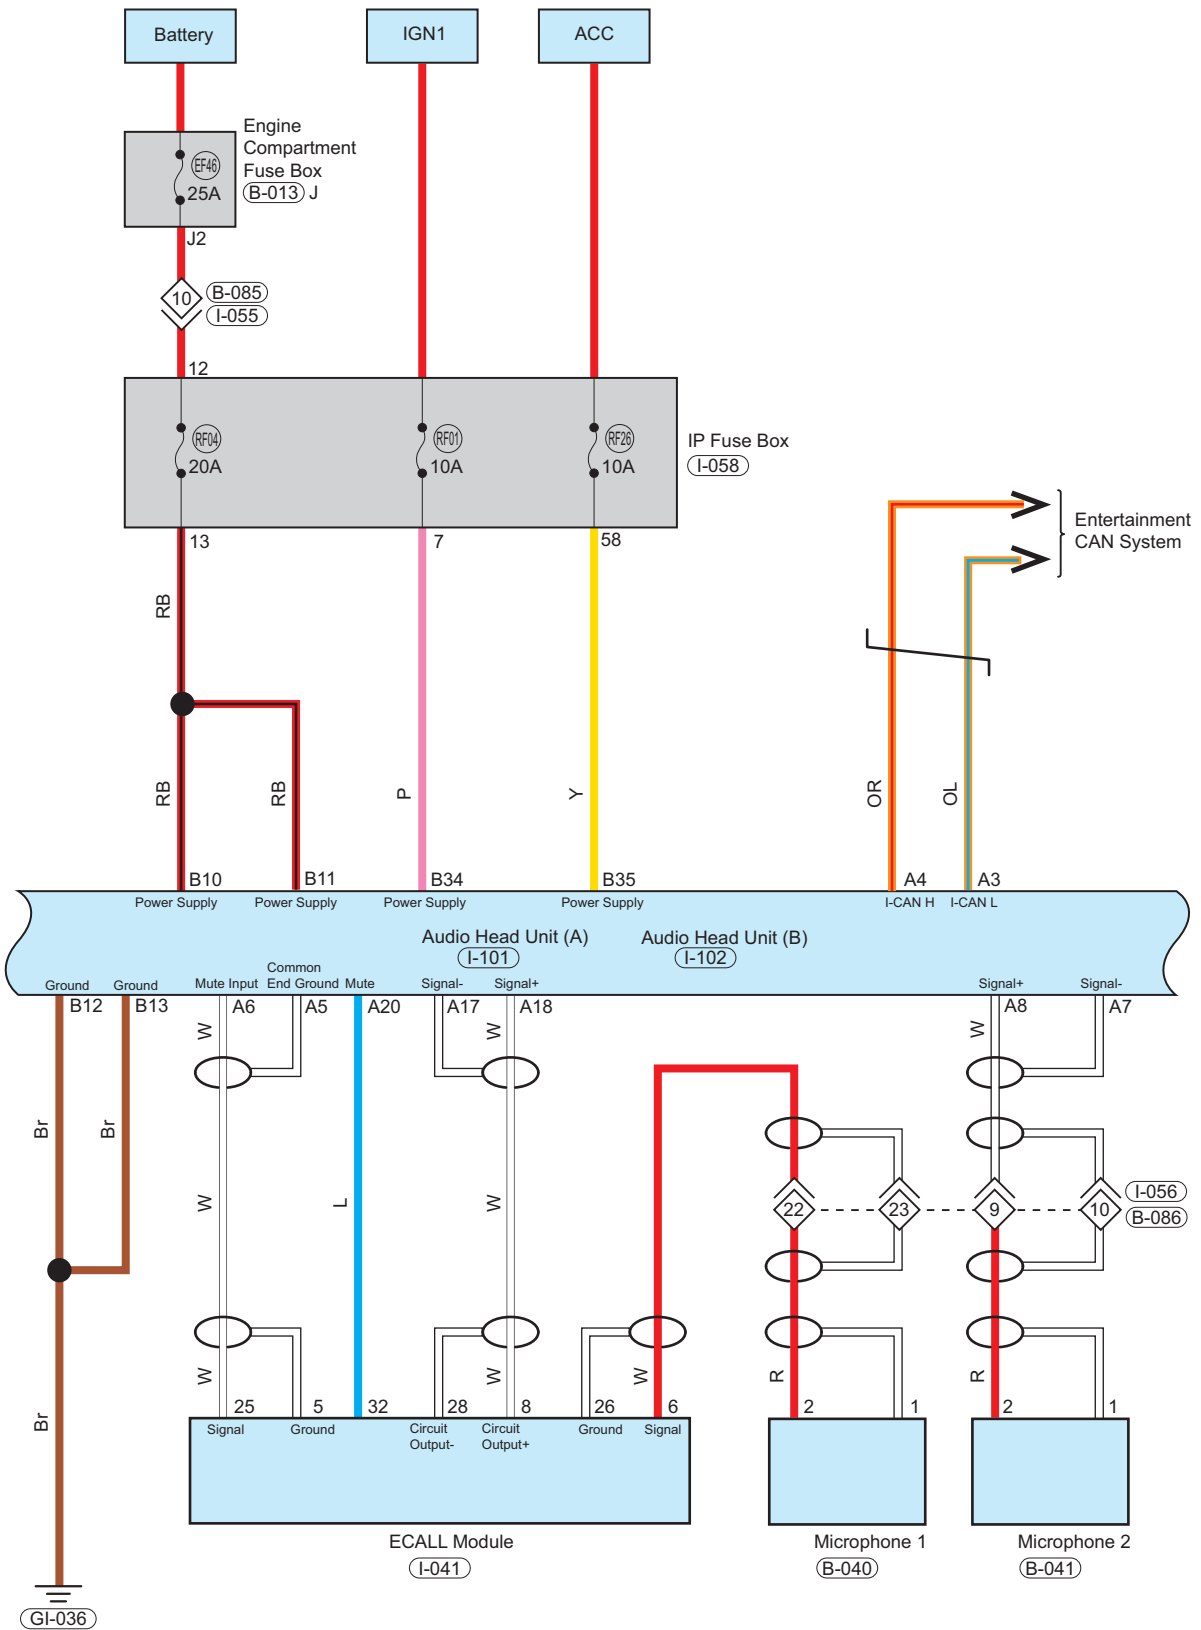 Battery
IGN1
ACC
Engine
Compartment
Fuse Box
B-013 J
EF46
25A
J2
10
B-085
I-055
12
RF04
20A
RF01
10A
RF26
10A
IP Fuse Box
I-058
13
7
58
Entertainment
CAN System
RB
RB
RB
P
Y
OR
OL
B10
B11
B34
B35
A4
A3
Power Supply
Power Supply
Power Supply
Power Supply
I-CAN H
I-CAN L
Audio Head Unit (A)
I-101
Audio Head Unit (B)
I-102
Ground
Ground
Mute Input
Common
End Ground
Mute
Signal-
Signal+
Signal+
Signal-
B12
B13
A6
A5
A20
A17
A18
A8
A7
W
W
W
Br
Br
W
L
W
22
23
9
10
I-056
B-086
Br
W
W
W
R
R
25
5
32
28
8
26
6
2
1
2
1
Signal
Ground
Circuit
Output-
Circuit
Output+
Ground
Signal
ECALL Module
I-041
Microphone 1
B-040
Microphone 2
B-041
GI-036